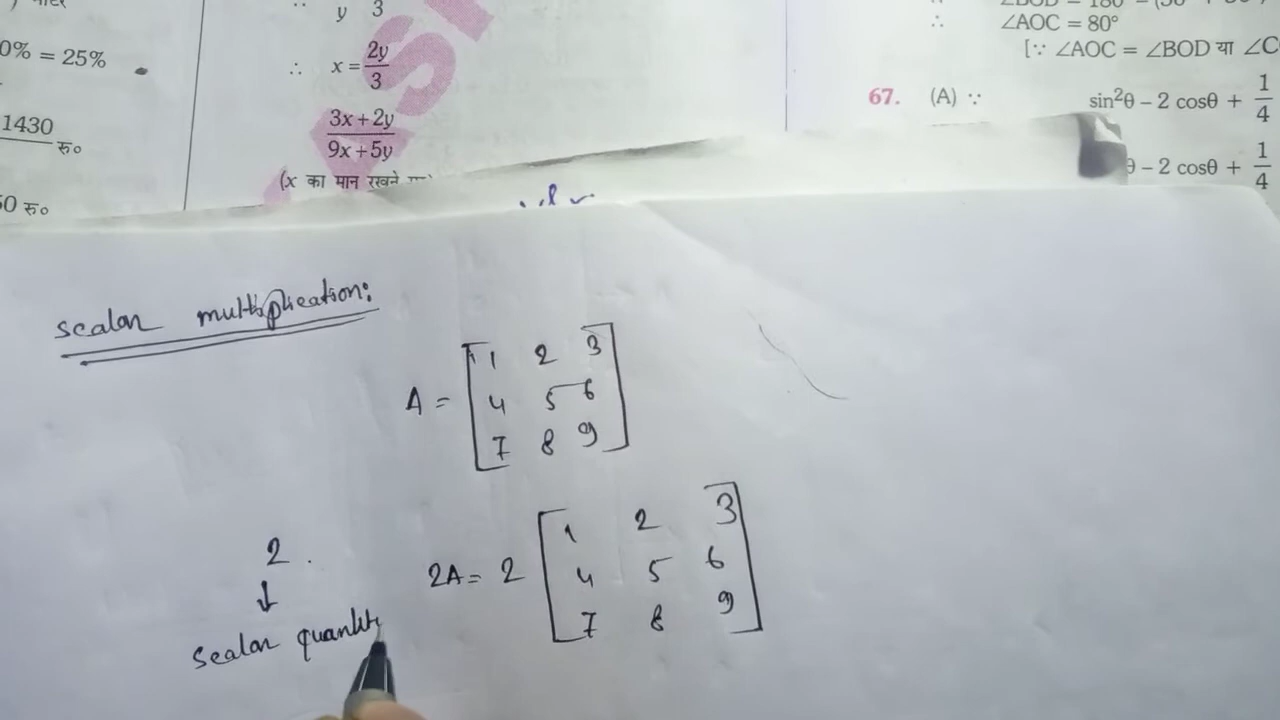 0% = 25%
1430
रु०
50 रु०
∴ y 3
∴ x = 2y/3
3x + 2y
9x + 5y
(x का मान रखने
∴ ∠AOC = 80°
[∵ ∠AOC = ∠BOD या ∠C
67. (A) ∵ sin²θ – 2 cosθ + 1/4
θ – 2 cosθ + 1/4
scalar multiplication:
A = [1 2 3
4 5 6
7 8 9]
2A = 2 [1 2 3
4 5 6
7 8 9]
2 .
↓
scalar quantit